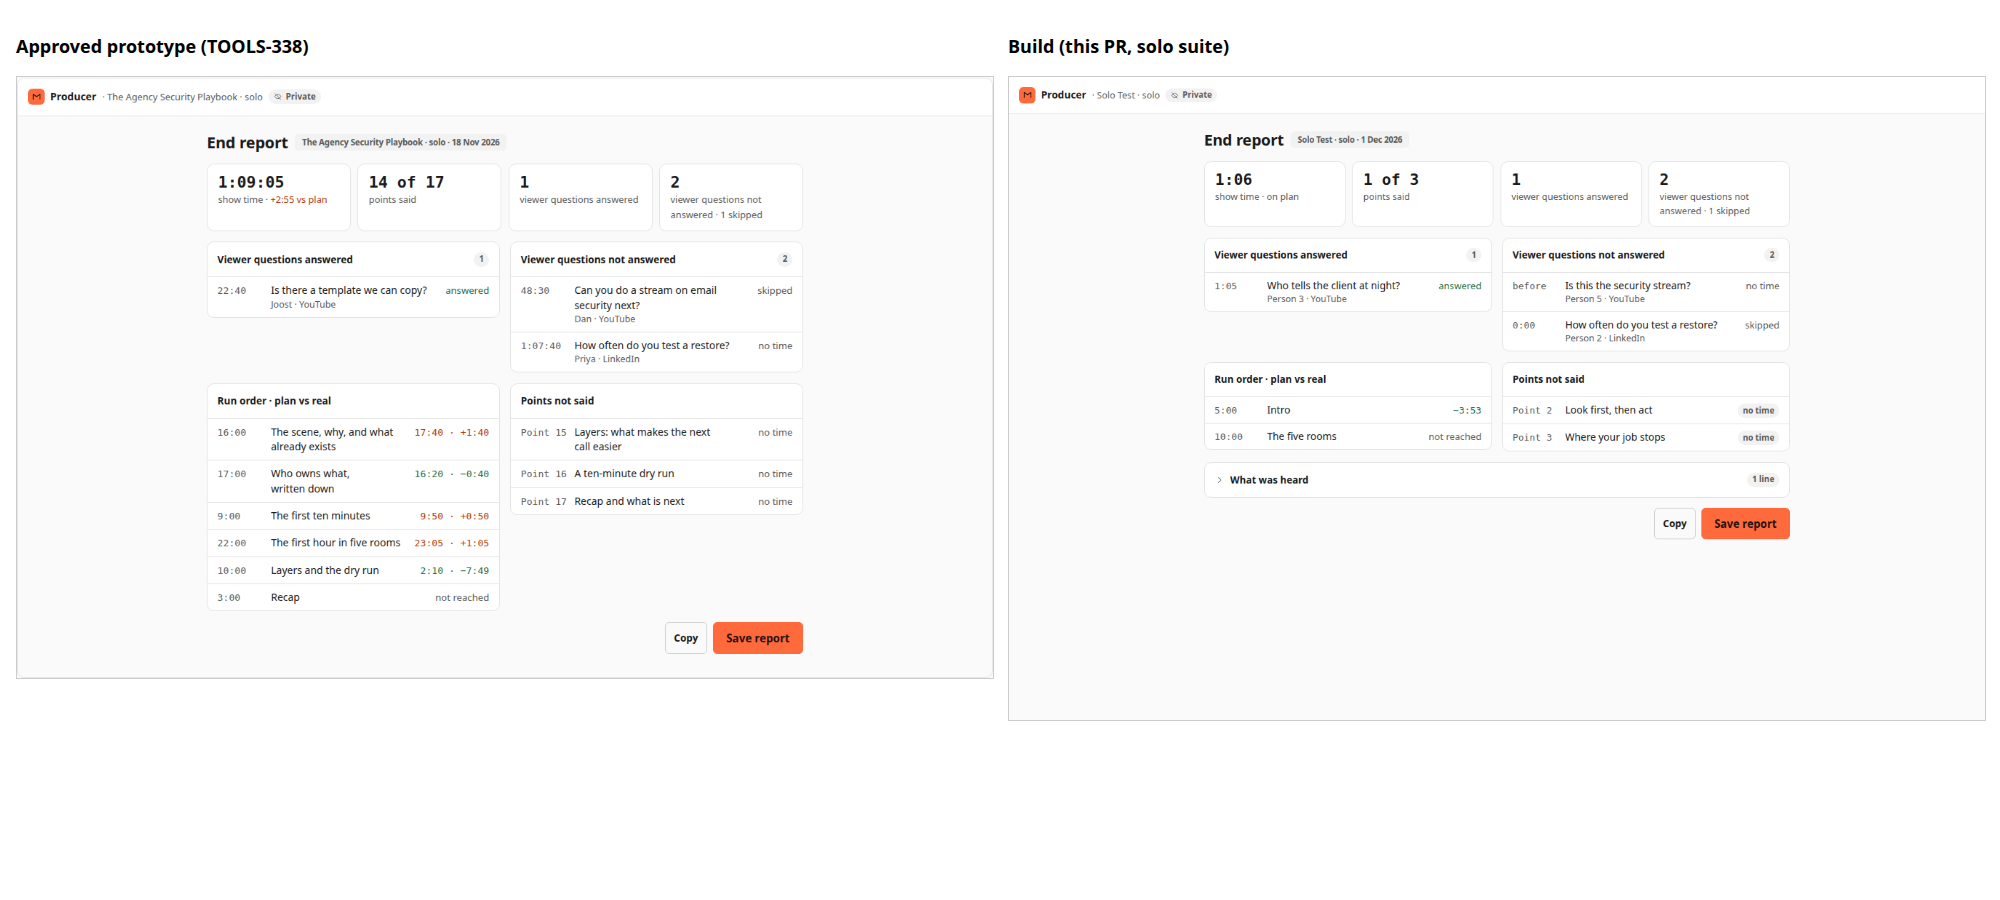 Approved prototype (TOOLS-338)
Producer · The Agency Security Playbook · solo Private
End report The Agency Security Playbook · solo · 18 Nov 2026
1:09:05
show time · +2:55 vs plan
14 of 17
points said
1
viewer questions answered
2
viewer questions not
answered · 1 skipped
Viewer questions answered 1
22:40 Is there a template we can copy? answered
Joost · YouTube
Viewer questions not answered 2
48:30 Can you do a stream on email skipped
security next?
Dan · YouTube
1:07:40 How often do you test a restore? no time
Priya · LinkedIn
Run order · plan vs real
16:00 The scene, why, and what 17:40 · +1:40
already exists
17:00 Who owns what, 16:20 · −0:40
written down
9:00 The first ten minutes 9:50 · +0:50
22:00 The first hour in five rooms 23:05 · +1:05
10:00 Layers and the dry run 2:10 · −7:49
3:00 Recap not reached
Points not said
Point 15 Layers: what makes the next no time
call easier
Point 16 A ten-minute dry run no time
Point 17 Recap and what is next no time
Copy Save report
Build (this PR, solo suite)
Producer · Solo Test · solo Private
End report Solo Test · solo · 1 Dec 2026
1:06
show time · on plan
1 of 3
points said
1
viewer questions answered
2
viewer questions not
answered · 1 skipped
Viewer questions answered 1
1:05 Who tells the client at night? answered
Person 3 · YouTube
Viewer questions not answered 2
before Is this the security stream? no time
Person 5 · YouTube
0:00 How often do you test a restore? skipped
Person 2 · LinkedIn
Run order · plan vs real
5:00 Intro −3:53
10:00 The five rooms not reached
Points not said
Point 2 Look first, then act no time
Point 3 Where your job stops no time
What was heard 1 line
Copy Save report